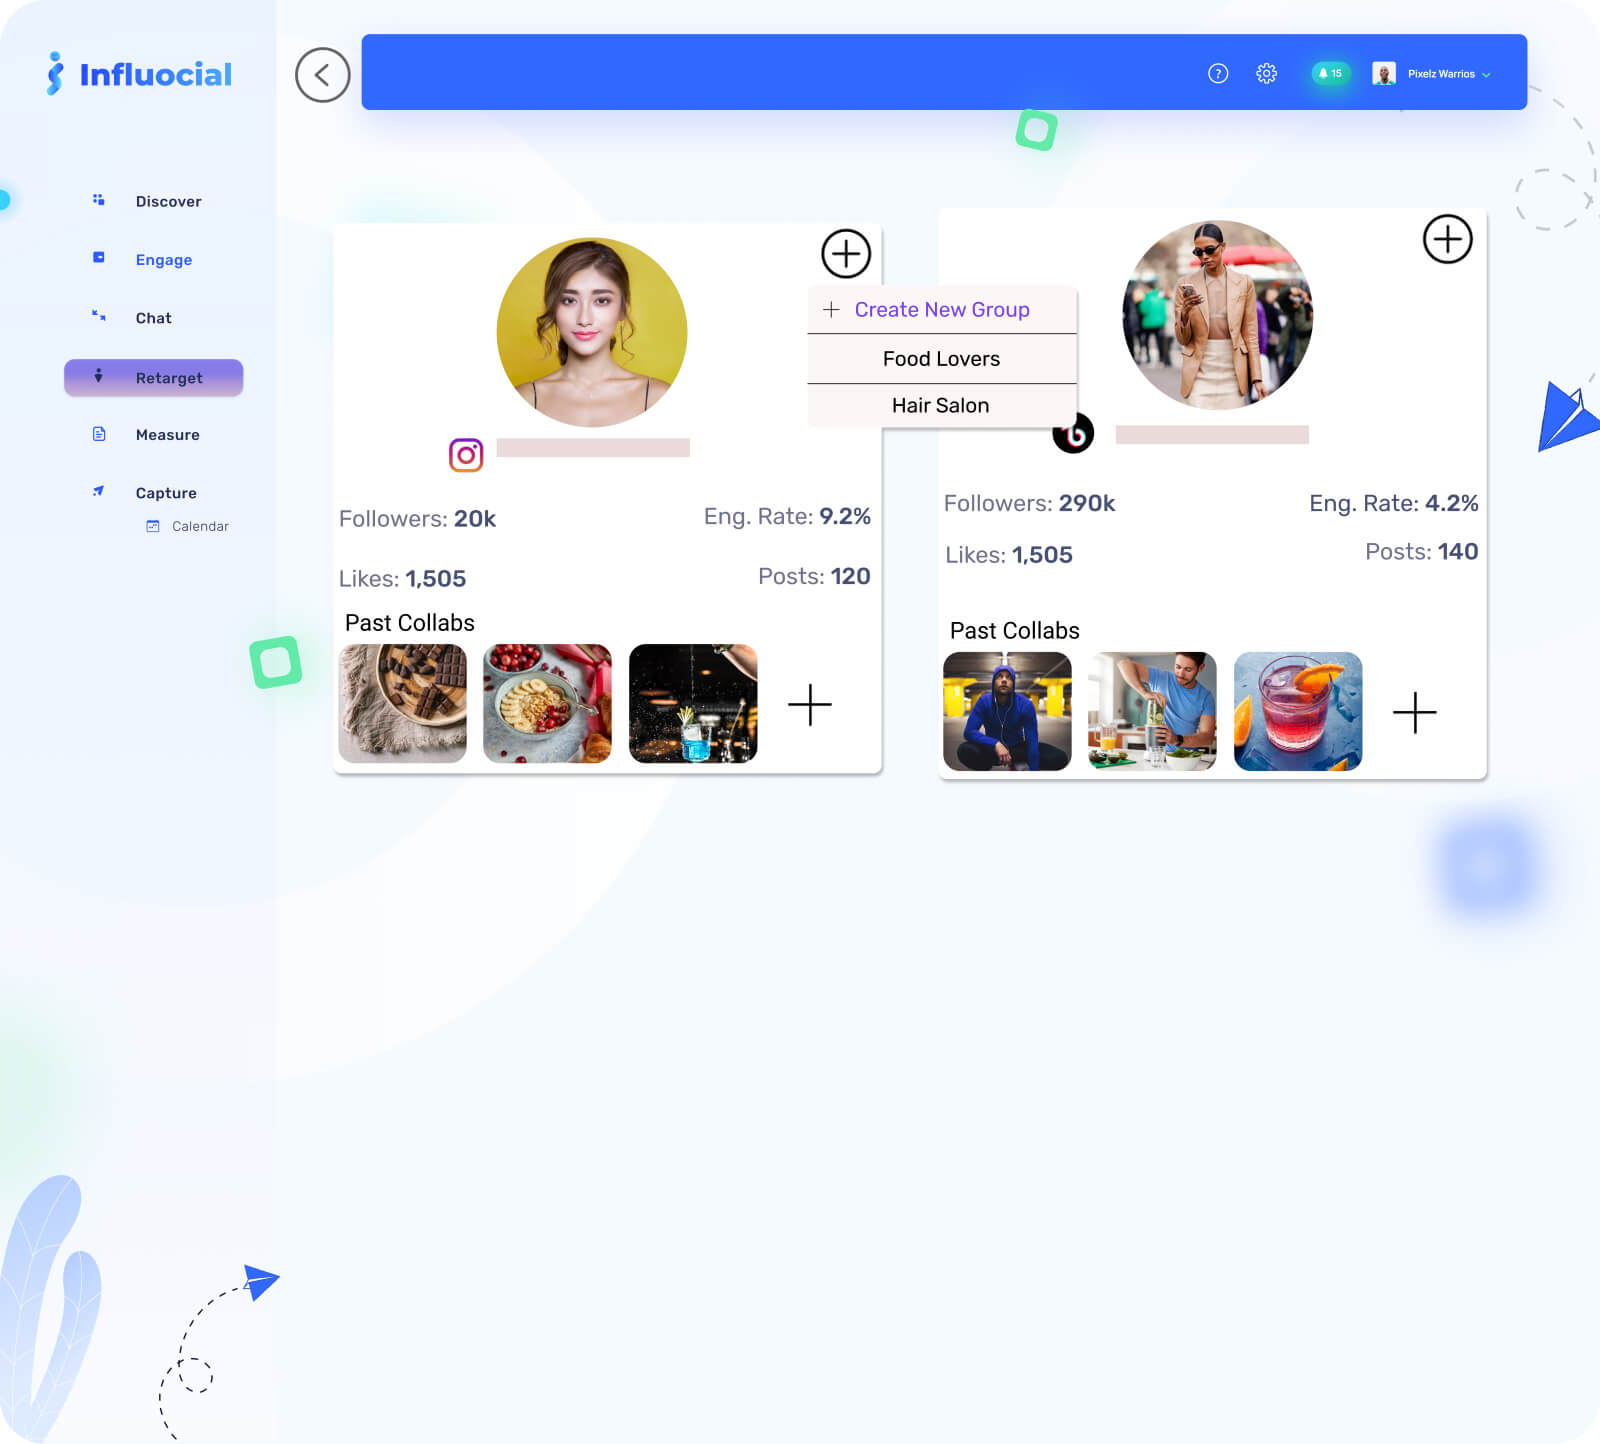 Influocial
? 15 Pixelz Warrios
Discover
Engage
Chat
Retarget
Measure
Capture
Calendar
Create New Group
Food Lovers
Hair Salon
Followers: 20k
Eng. Rate: 9.2%
Likes: 1,505
Posts: 120
Past Collabs
Followers: 290k
Eng. Rate: 4.2%
Likes: 1,505
Posts: 140
Past Collabs